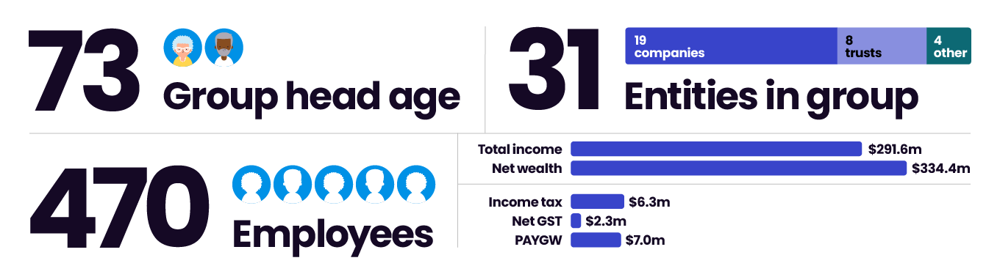 73
Group head age
31
19
companies
8
trusts
4
other
Entities in group
470
Employees
Total income $291.6m
Net wealth $334.4m
Income tax $6.3m
Net GST $2.3m
PAYGW $7.0m